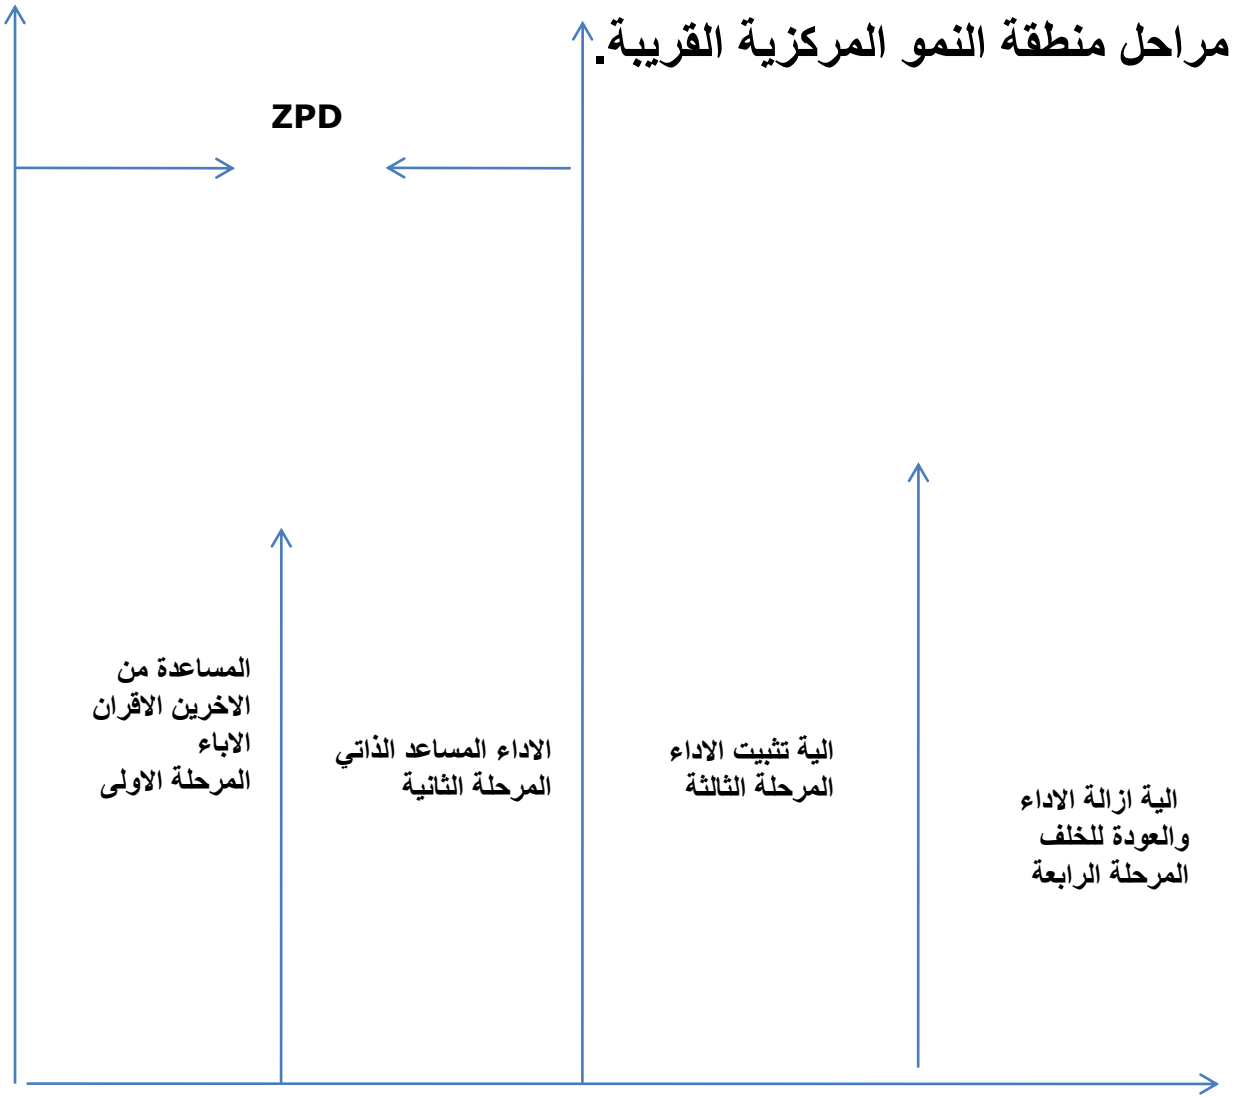 مراحل منطقة النمو المركزية القريبة.
ZPD
المساعدة من
الاخرين الاقران
الاباء
المرحلة الاولى
الاداء المساعد الذاتي
المرحلة الثانية
الية تثبيت الاداء
المرحلة الثالثة
الية ازالة الاداء
والعودة للخلف
المرحلة الرابعة